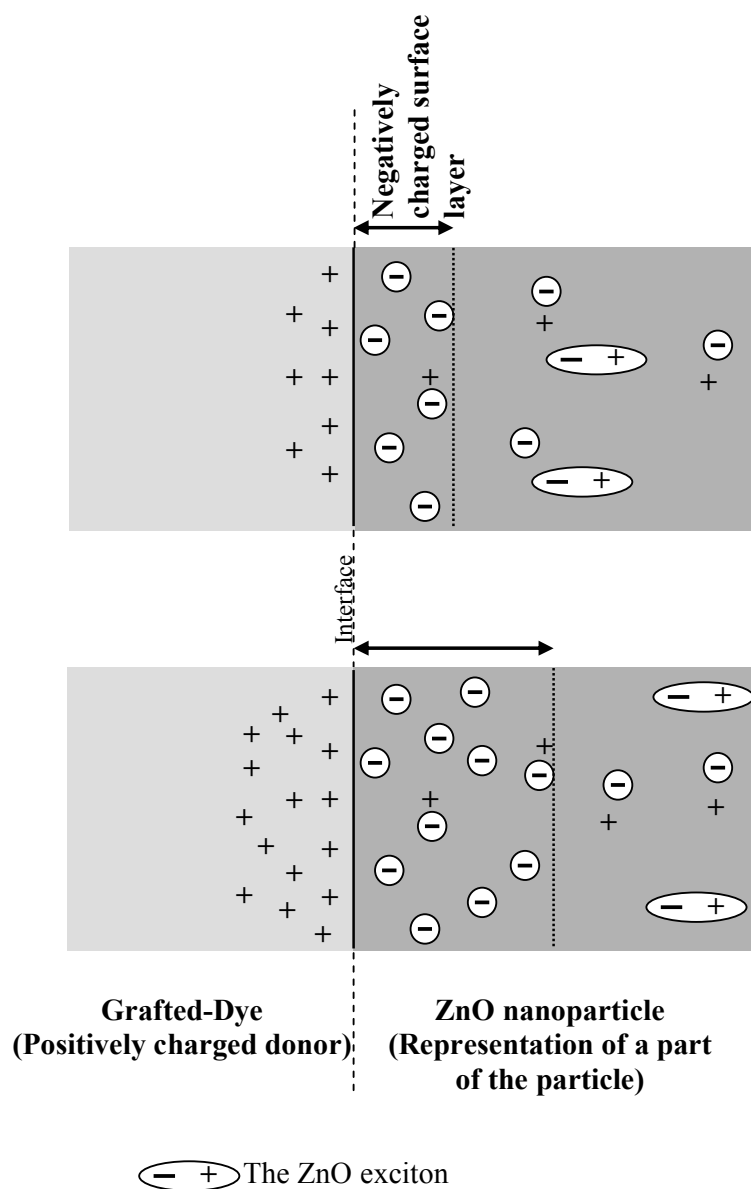 Negatively
charged surface
layer
Interface
Grafted-Dye
(Positively charged donor)
ZnO nanoparticle
(Representation of a part
of the particle)
The ZnO exciton